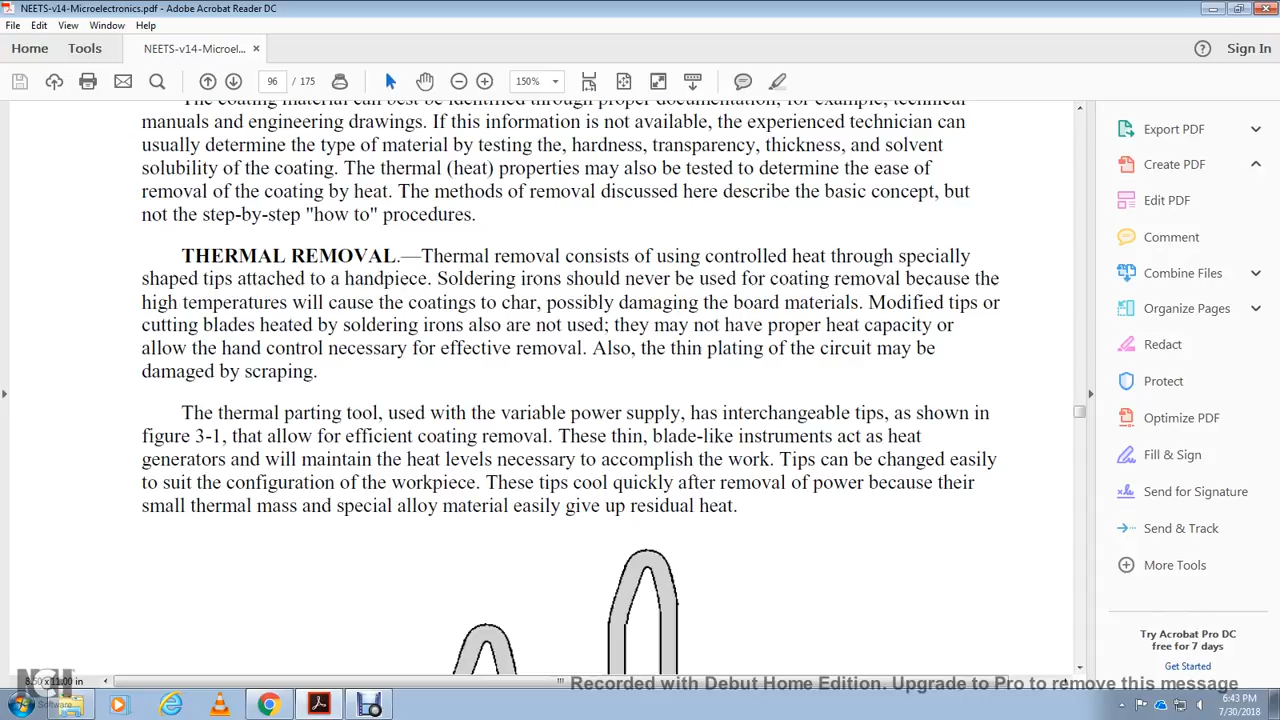 NEETS-v14-Microelectronics.pdf - Adobe Acrobat Reader DC
File Edit View Window Help
Home Tools NEETS-v14-Microel... × Sign In
96 / 175 150%
The coating material can best be identified through proper documentation, for example, technical
manuals and engineering drawings. If this information is not available, the experienced technician can
usually determine the type of material by testing the, hardness, transparency, thickness, and solvent
solubility of the coating. The thermal (heat) properties may also be tested to determine the ease of
removal of the coating by heat. The methods of removal discussed here describe the basic concept, but
not the step-by-step "how to" procedures.
THERMAL REMOVAL.—Thermal removal consists of using controlled heat through specially
shaped tips attached to a handpiece. Soldering irons should never be used for coating removal because the
high temperatures will cause the coatings to char, possibly damaging the board materials. Modified tips or
cutting blades heated by soldering irons also are not used; they may not have proper heat capacity or
allow the hand control necessary for effective removal. Also, the thin plating of the circuit may be
damaged by scraping.
The thermal parting tool, used with the variable power supply, has interchangeable tips, as shown in
figure 3-1, that allow for efficient coating removal. These thin, blade-like instruments act as heat
generators and will maintain the heat levels necessary to accomplish the work. Tips can be changed easily
to suit the configuration of the workpiece. These tips cool quickly after removal of power because their
small thermal mass and special alloy material easily give up residual heat.
Export PDF
Create PDF
Edit PDF
Comment
Combine Files
Organize Pages
Redact
Protect
Optimize PDF
Fill & Sign
Send for Signature
Send & Track
More Tools
Try Acrobat Pro DC
free for 7 days
Get Started
8.50 x 11.00 in
NCH
Software
Recorded with Debut Home Edition. Upgrade to Pro to remove this message
6:43 PM
7/30/2018